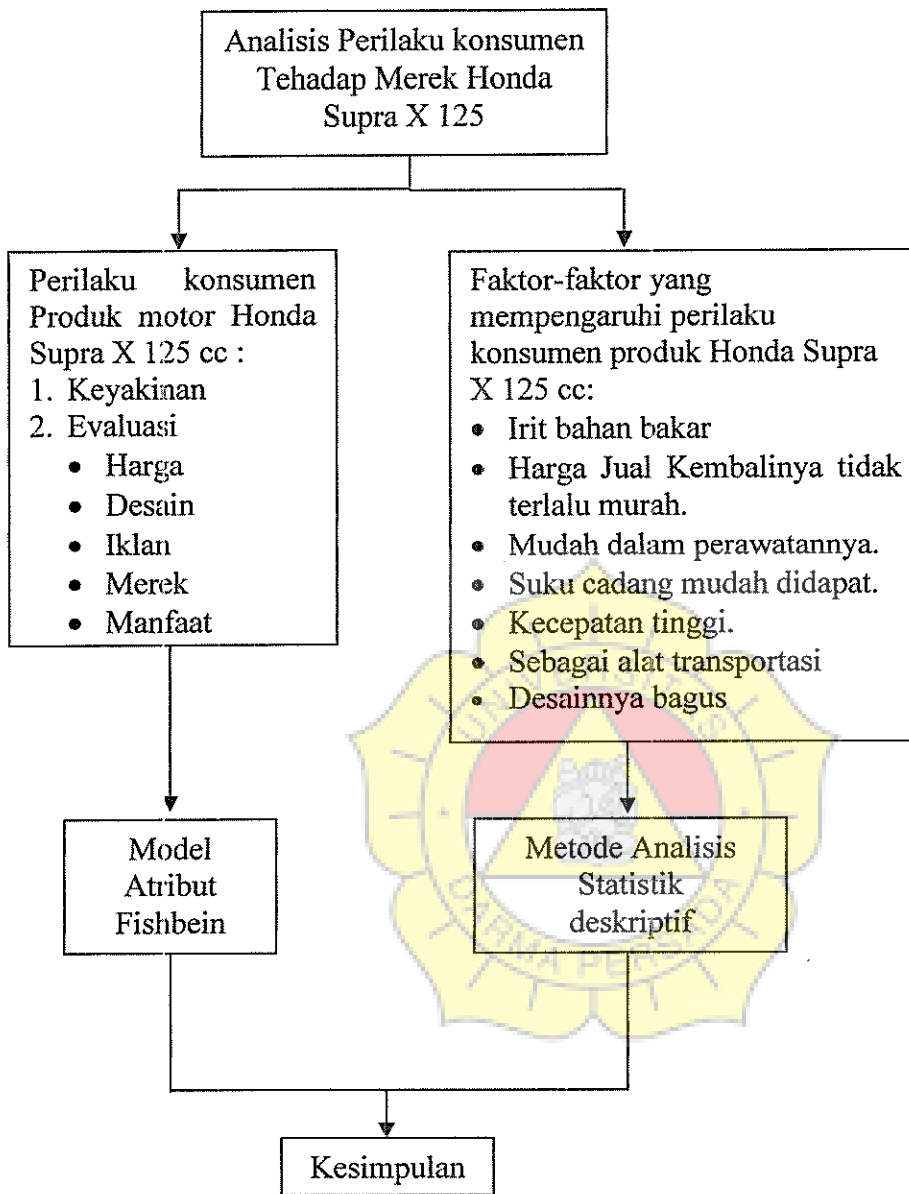 Analisis Perilaku konsumen
Tehadap Merek Honda
Supra X 125
Perilaku konsumen
Produk motor Honda
Supra X 125 cc :
1. Keyakinan
2. Evaluasi
• Harga
• Desain
• Iklan
• Merek
• Manfaat
Faktor-faktor yang
mempengaruhi perilaku
konsumen produk Honda Supra
X 125 cc:
• Irit bahan bakar
• Harga Jual Kembalinya tidak
terlalu murah.
• Mudah dalam perawatannya.
• Suku cadang mudah didapat.
• Kecepatan tinggi.
• Sebagai alat transportasi
• Desainnya bagus
UNIVERSITAS
DARMA PERSADA
Model
Atribut
Fishbein
Metode Analisis
Statistik
deskriptif
Kesimpulan